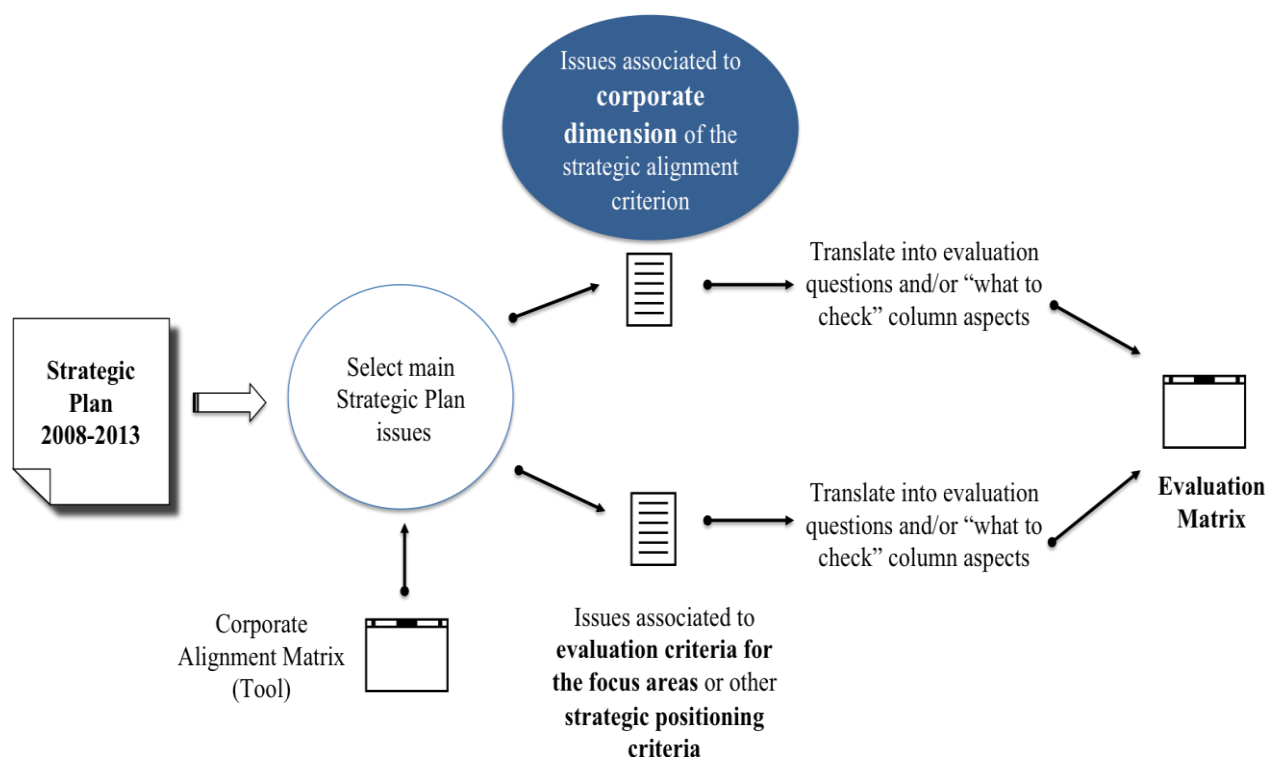 Issues associated to
corporate
dimension of the
strategic alignment
criterion
Translate into evaluation
questions and/or “what to
check” column aspects
Strategic
Plan
2008-2013
Select main
Strategic Plan
issues
Evaluation
Matrix
Translate into evaluation
questions and/or “what to
check” column aspects
Corporate
Alignment Matrix
(Tool)
Issues associated to
evaluation criteria for
the focus areas or other
strategic positioning
criteria